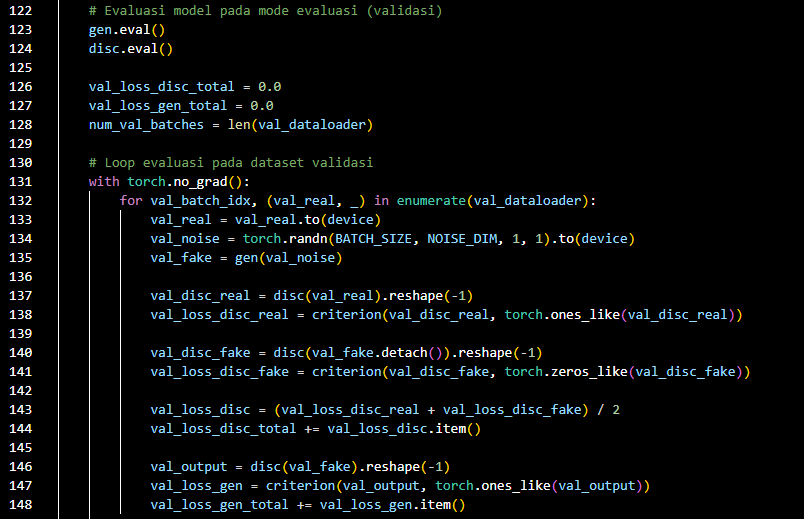 122 # Evaluasi model pada mode evaluasi (validasi)
123 gen.eval()
124 disc.eval()
125
126 val_loss_disc_total = 0.0
127 val_loss_gen_total = 0.0
128 num_val_batches = len(val_dataloader)
129
130 # Loop evaluasi pada dataset validasi
131 with torch.no_grad():
132 for val_batch_idx, (val_real, _) in enumerate(val_dataloader):
133 val_real = val_real.to(device)
134 val_noise = torch.randn(BATCH_SIZE, NOISE_DIM, 1, 1).to(device)
135 val_fake = gen(val_noise)
136
137 val_disc_real = disc(val_real).reshape(-1)
138 val_loss_disc_real = criterion(val_disc_real, torch.ones_like(val_disc_real))
139
140 val_disc_fake = disc(val_fake.detach()).reshape(-1)
141 val_loss_disc_fake = criterion(val_disc_fake, torch.zeros_like(val_disc_fake))
142
143 val_loss_disc = (val_loss_disc_real + val_loss_disc_fake) / 2
144 val_loss_disc_total += val_loss_disc.item()
145
146 val_output = disc(val_fake).reshape(-1)
147 val_loss_gen = criterion(val_output, torch.ones_like(val_output))
148 val_loss_gen_total += val_loss_gen.item()